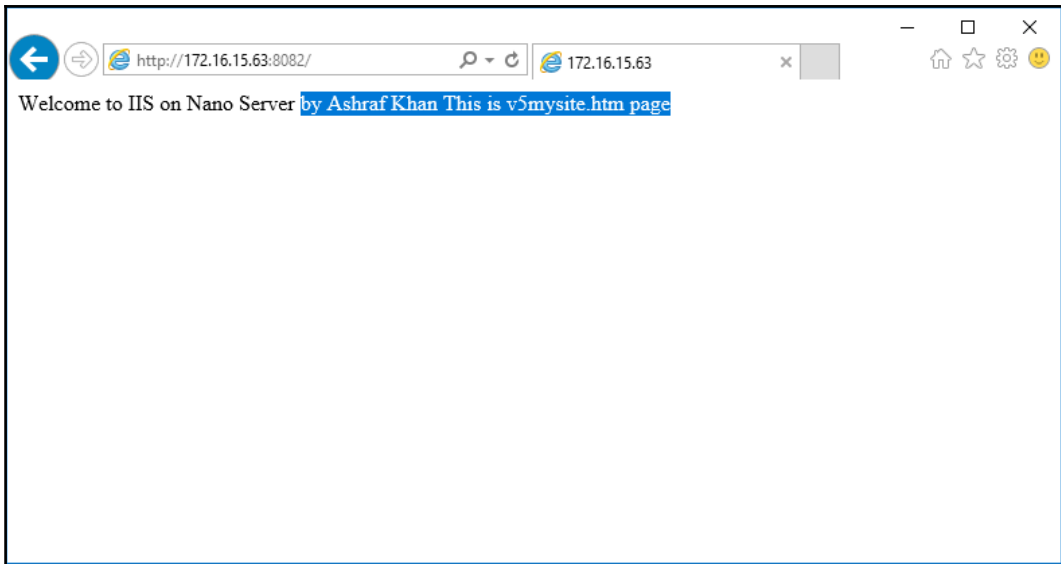 http://172.16.15.63:8082/
172.16.15.63
Welcome to IIS on Nano Server by Ashraf Khan This is v5mysite.htm page